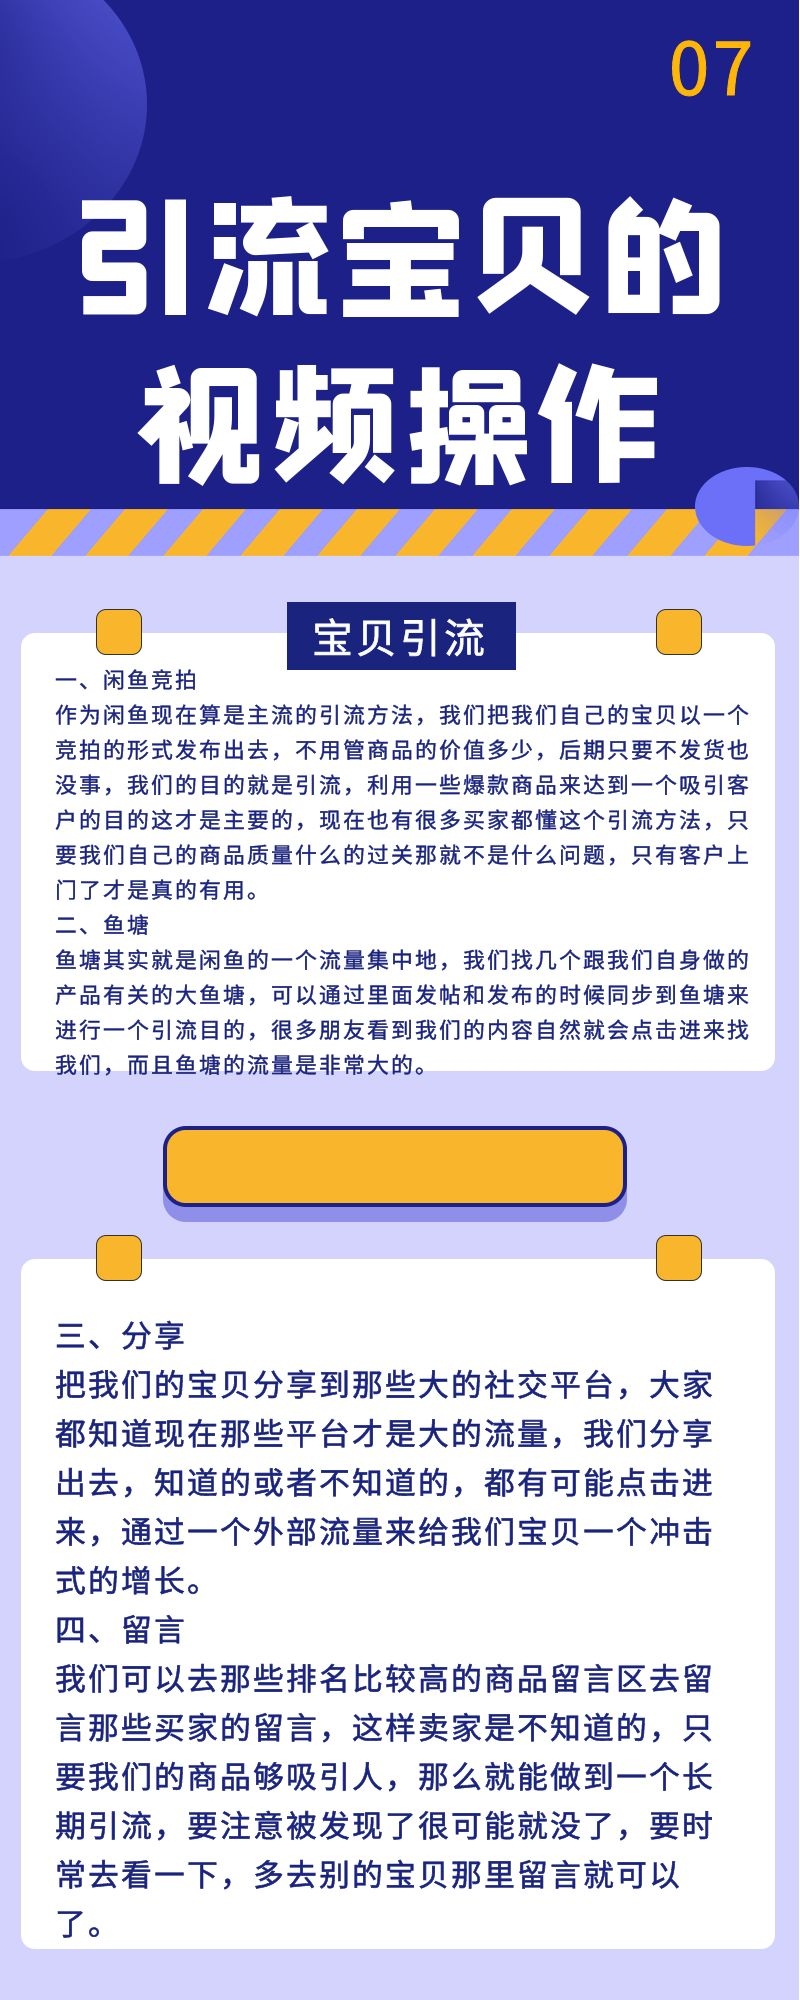 07
引流宝贝的
视频操作
宝贝引流
一、闲鱼竞拍
作为闲鱼现在算是主流的引流方法，我们把我们自己的宝贝以一个
竞拍的形式发布出去，不用管商品的价值多少，后期只要不发货也
没事，我们的目的就是引流，利用一些爆款商品来达到一个吸引客
户的目的这才是主要的，现在也有很多买家都懂这个引流方法，只
要我们自己的商品质量什么的过关那就不是什么问题，只有客户上
门了才是真的有用。
二、鱼塘
鱼塘其实就是闲鱼的一个流量集中地，我们找几个跟我们自身做的
产品有关的大鱼塘，可以通过里面发帖和发布的时候同步到鱼塘来
进行一个引流目的，很多朋友看到我们的内容自然就会点击进来找
我们，而且鱼塘的流量是非常大的。
三、分享
把我们的宝贝分享到那些大的社交平台，大家
都知道现在那些平台才是大的流量，我们分享
出去，知道的或者不知道的，都有可能点击进
来，通过一个外部流量来给我们宝贝一个冲击
式的增长。
四、留言
我们可以去那些排名比较高的商品留言区去留
言那些买家的留言，这样卖家是不知道的，只
要我们的商品够吸引人，那么就能做到一个长
期引流，要注意被发现了很可能就没了，要时
常去看一下，多去别的宝贝那里留言就可以
了。